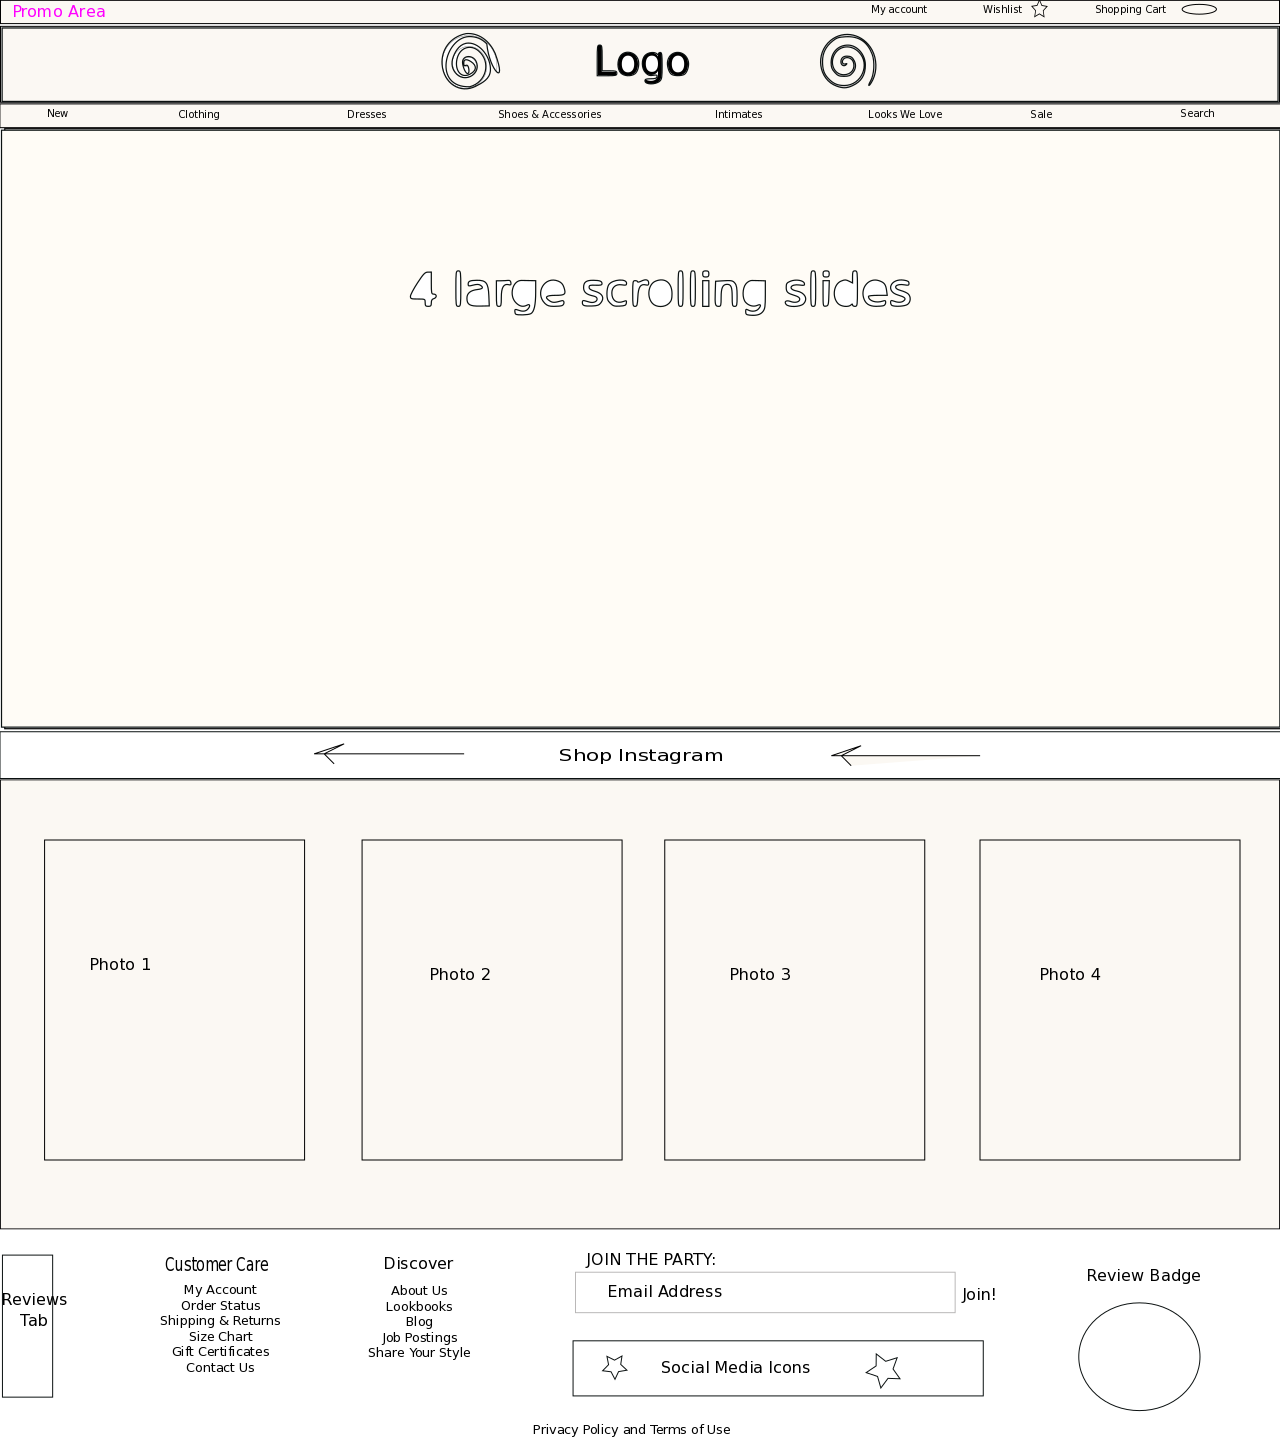 Promo Area
My account
Wishlist
Shopping Cart
Logo
New
Clothing
Dresses
Shoes & Accessories
Intimates
Looks We Love
Sale
Search
4 large scrolling slides
Shop Instagram
Photo 1
Photo 2
Photo 3
Photo 4
Reviews
Tab
Customer Care
My Account
Order Status
Shipping & Returns
Size Chart
Gift Certificates
Contact Us
Discover
About Us
Lookbooks
Blog
Job Postings
Share Your Style
JOIN THE PARTY:
Email Address
Join!
Social Media Icons
Review Badge
Privacy Policy and Terms of Use